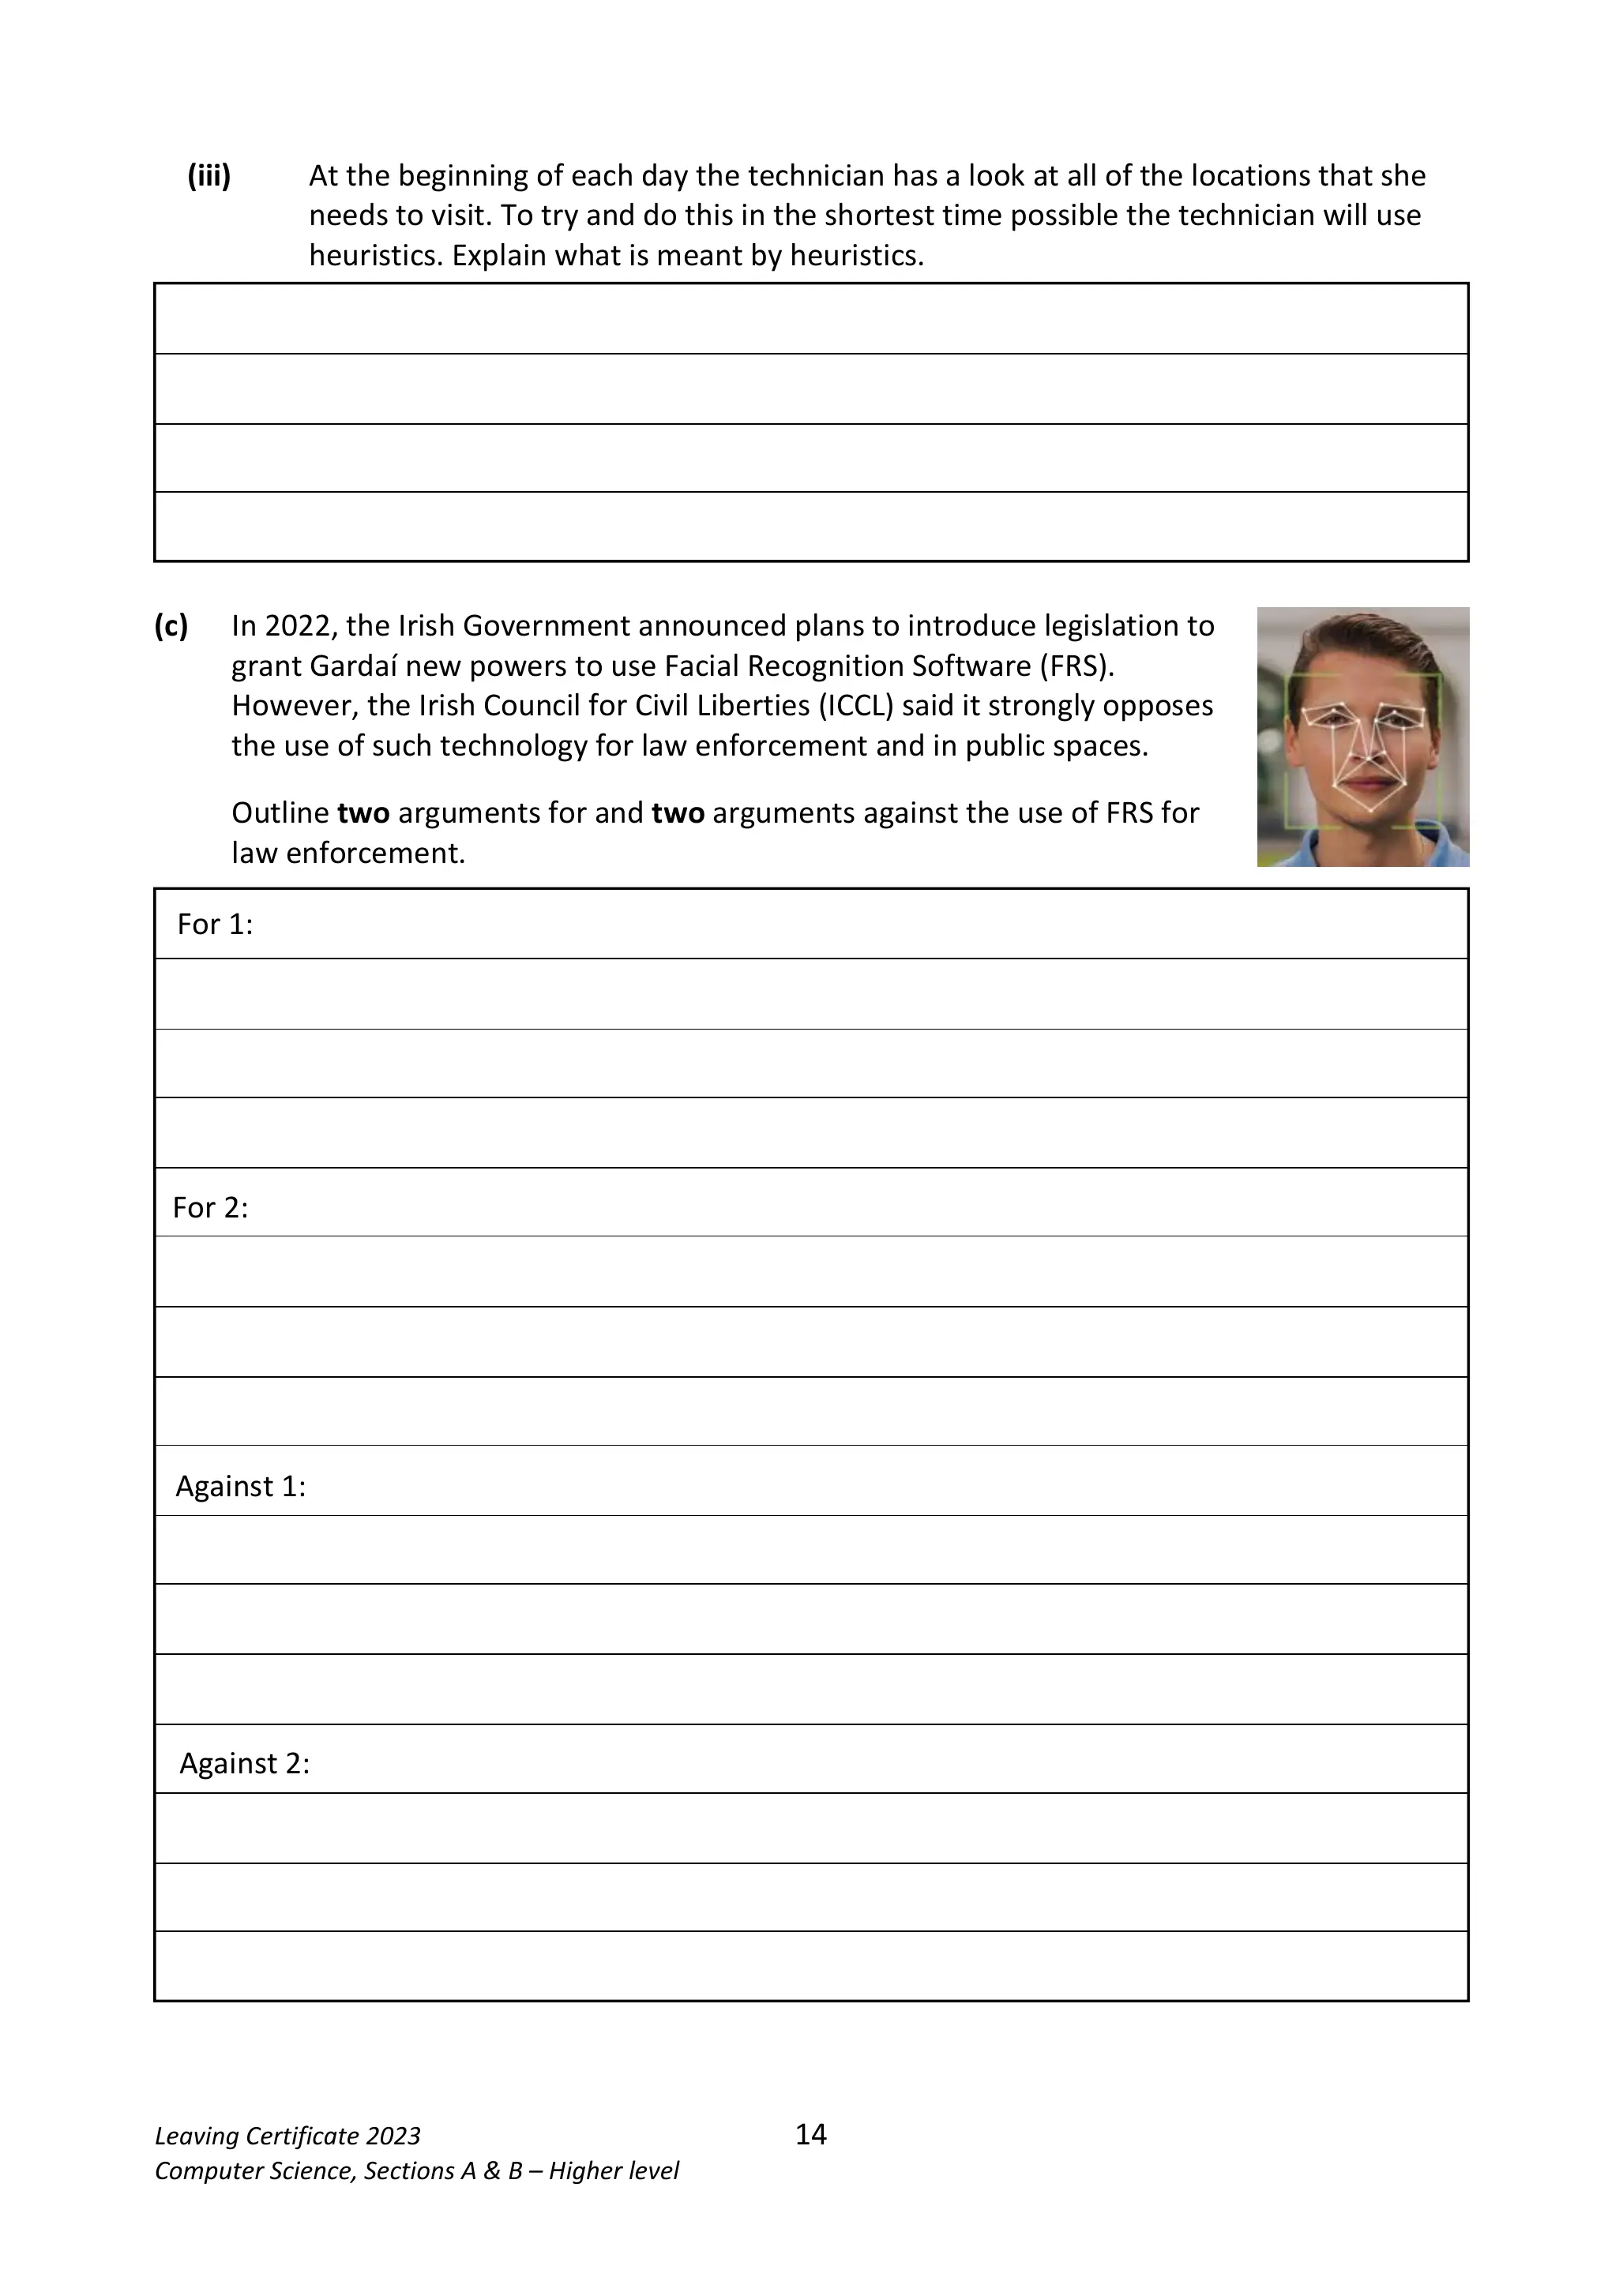 (iii) At the beginning of each day the technician has a look at all of the locations that she
needs to visit. To try and do this in the shortest time possible the technician will use
heuristics. Explain what is meant by heuristics.
(c) In 2022, the Irish Government announced plans to introduce legislation to
grant Gardaí new powers to use Facial Recognition Software (FRS).
However, the Irish Council for Civil Liberties (ICCL) said it strongly opposes
the use of such technology for law enforcement and in public spaces.
Outline two arguments for and two arguments against the use of FRS for
law enforcement.
For 1:
For 2:
Against 1:
Against 2:
Leaving Certificate 2023 14
Computer Science, Sections A & B – Higher level